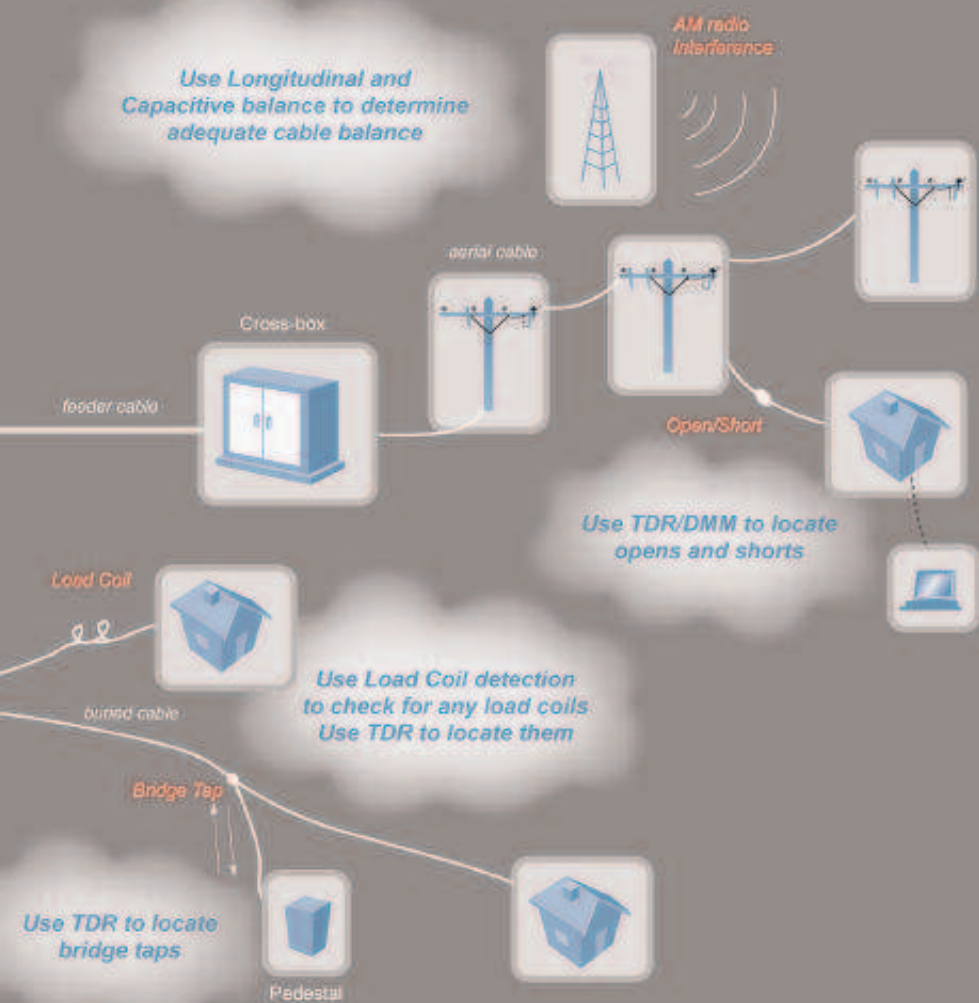 AM radio
Interference
Use Longitudinal and
Capacitive balance to determine
adequate cable balance
aerial cable
Cross-box
feeder cable
Open/Short
Use TDR/DMM to locate
opens and shorts
Load Coil
Use Load Coil detection
to check for any load coils
Use TDR to locate them
buried cable
Bridge Tap
Use TDR to locate
bridge taps
Pedestal